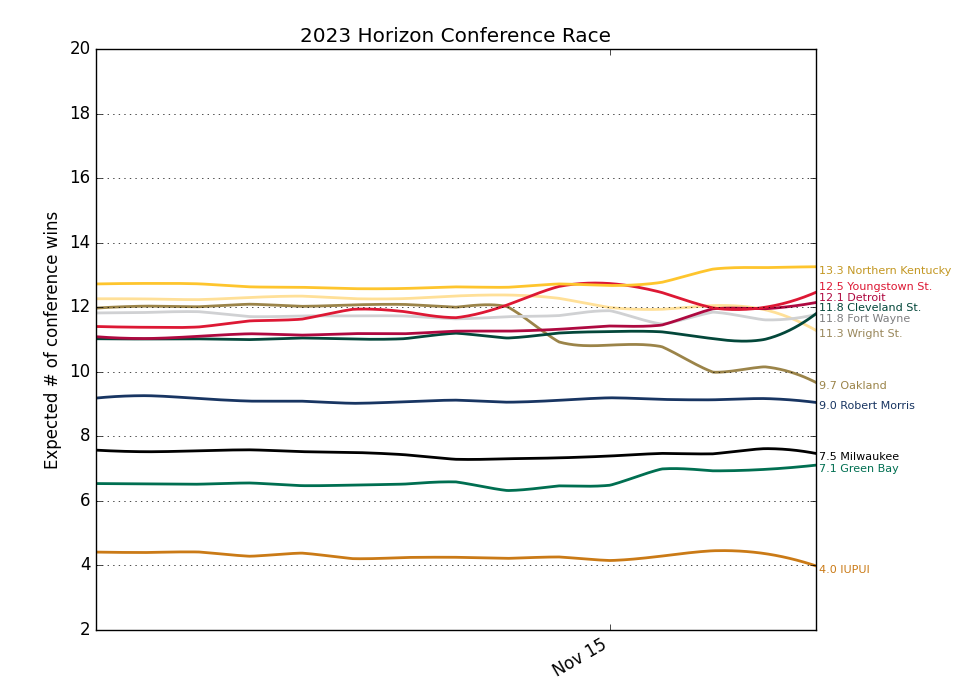 2023 Horizon Conference Race
Expected # of conference wins
20
18
16
14
12
10
8
6
4
2
Nov 15
13.3 Northern Kentucky
12.5 Youngstown St.
12.1 Detroit
11.8 Cleveland St.
11.8 Fort Wayne
11.3 Wright St.
9.7 Oakland
9.0 Robert Morris
7.5 Milwaukee
7.1 Green Bay
4.0 IUPUI